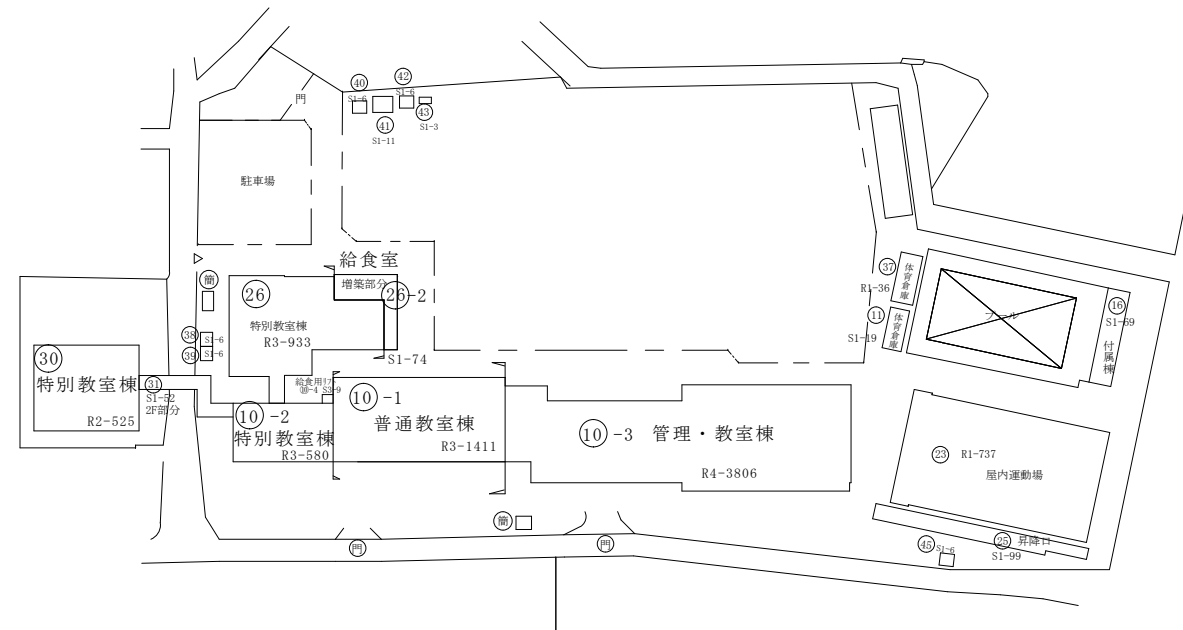 40
S1-6
42
S1-6
41
S1-11
43
S1-3
門
駐車場
給食室
増築部分
26-2
S1-74
簡
26
特別教室棟
R3-933
38
S1-6
39
S1-6
30
特別教室棟
R2-525
31
S1-52
2F部分
給食用ﾘﾌﾄ
S3-9
10-2
特別教室棟
R3-580
10-1
普通教室棟
R3-1411
10-3 管理・教室棟
R4-3806
37
体育倉庫
R1-36
11
体育倉庫
S1-19
プール
16
S1-69
付属棟
23 R1-737
屋内運動場
25 昇降口
S1-99
45
S1-6
簡
門
門